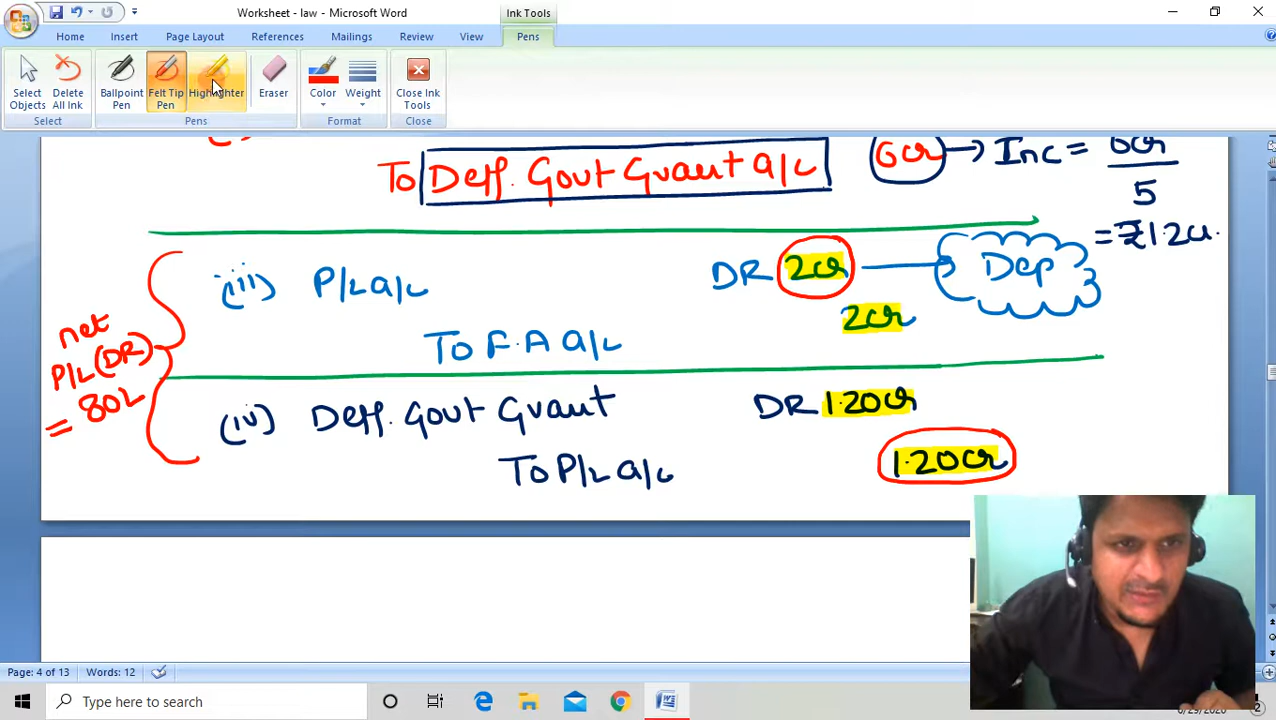 Worksheet - law - Microsoft Word
Ink Tools
Home Insert Page Layout References Mailings Review View Pens
Select Objects
Delete All Ink
Ballpoint Pen
Felt Tip Pen
Highlighter
Eraser
Color
Weight
Close Ink Tools
Select Pens Format Close
To Deff. Govt Grant a/c 6cr → Inc = 6cr
5
= ₹1.2cr.
(iii) P/L a/c DR 2cr Dep
2cr
To F.A a/c
net
P/L (DR)
= 80L
(iv) Deff. Govt Grant DR 1.20cr
To P/L a/c 1.20cr
Page: 4 of 13 Words: 12
Type here to search